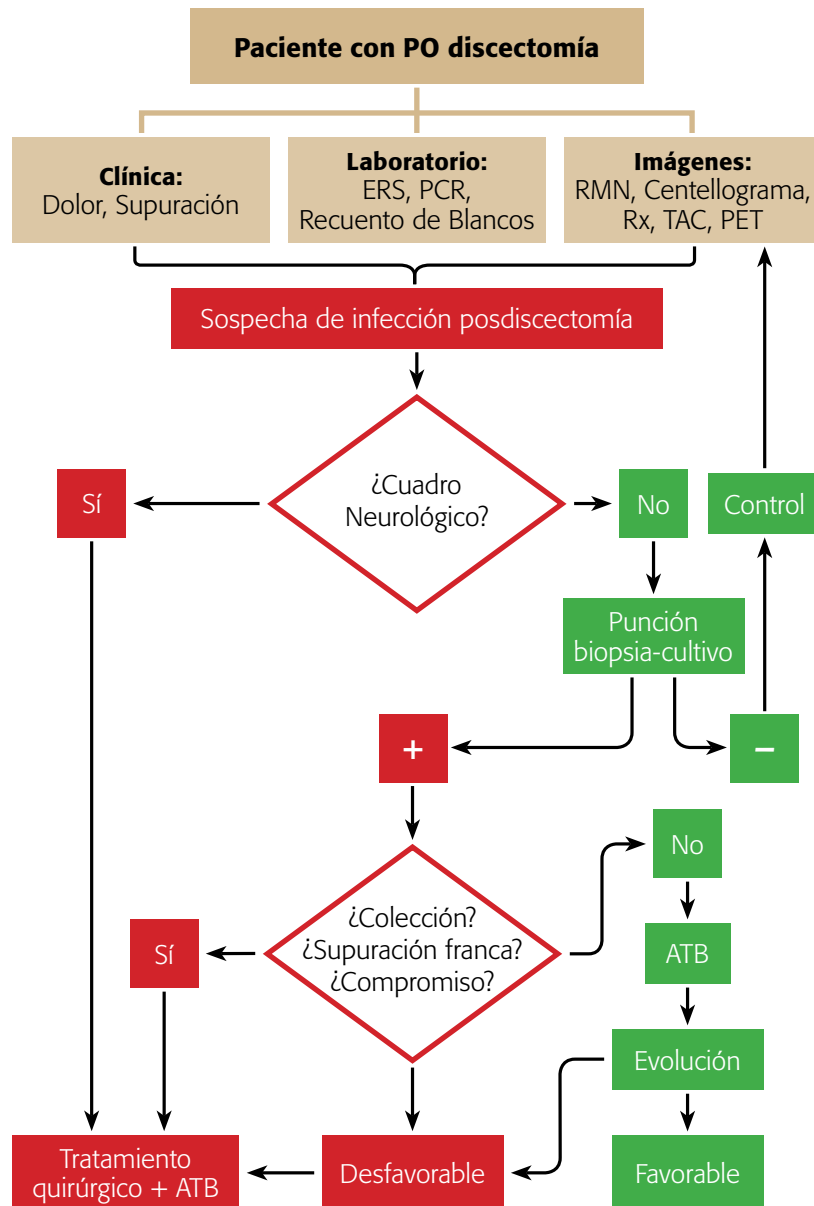 Paciente con PO discectomía
Clínica:
Dolor, Supuración
Laboratorio:
ERS, PCR,
Recuento de Blancos
Imágenes:
RMN, Centellograma,
Rx, TAC, PET
Sospecha de infección posdiscectomía
¿Cuadro
Neurológico?
Sí
No
Control
Punción
biopsia-cultivo
+
–
¿Colección?
¿Supuración franca?
¿Compromiso?
Sí
No
ATB
Evolución
Tratamiento
quirúrgico + ATB
Desfavorable
Favorable